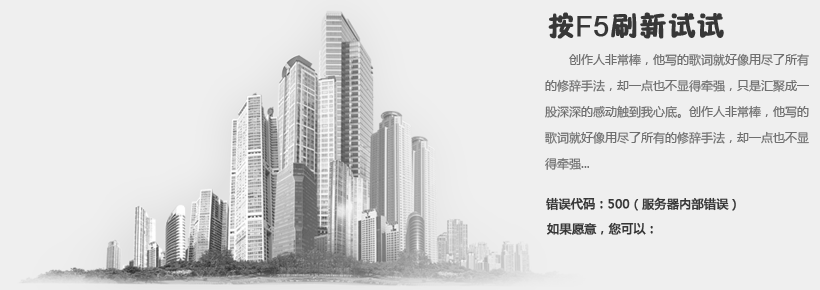 按F5刷新试试
创作人非常棒，他写的歌词就好像用尽了所有
的修辞手法，却一点也不显得牵强，只是汇聚成一
股深深的感动触到我心底。创作人非常棒，他写的
歌词就好像用尽了所有的修辞手法，却一点也不显
得牵强...
错误代码：500（服务器内部错误）
如果愿意，您可以：